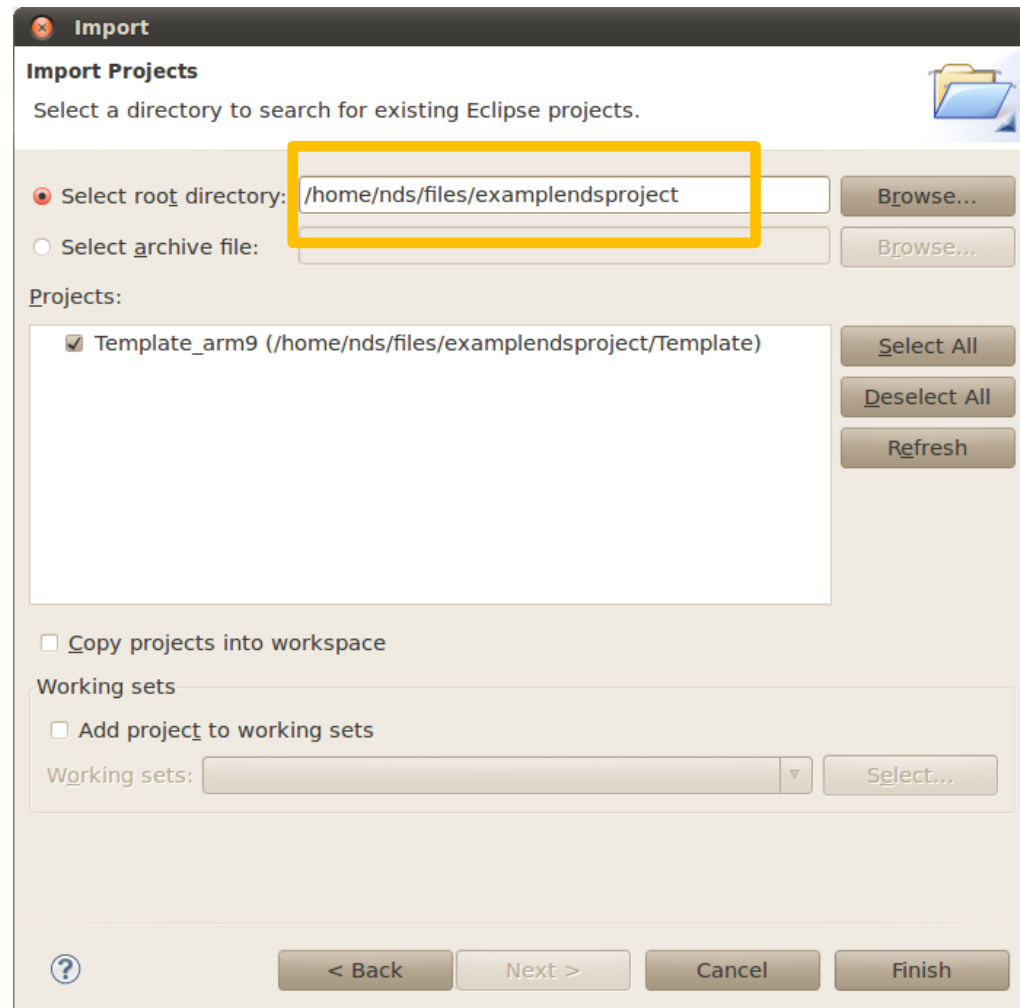 Import
Import Projects
Select a directory to search for existing Eclipse projects.
Select root directory: /home/nds/files/examplendsproject Browse...
Select archive file: Browse...
Projects:
Template_arm9 (/home/nds/files/examplendsproject/Template)
Select All
Deselect All
Refresh
Copy projects into workspace
Working sets
Add project to working sets
Working sets: Select...
? < Back Next > Cancel Finish